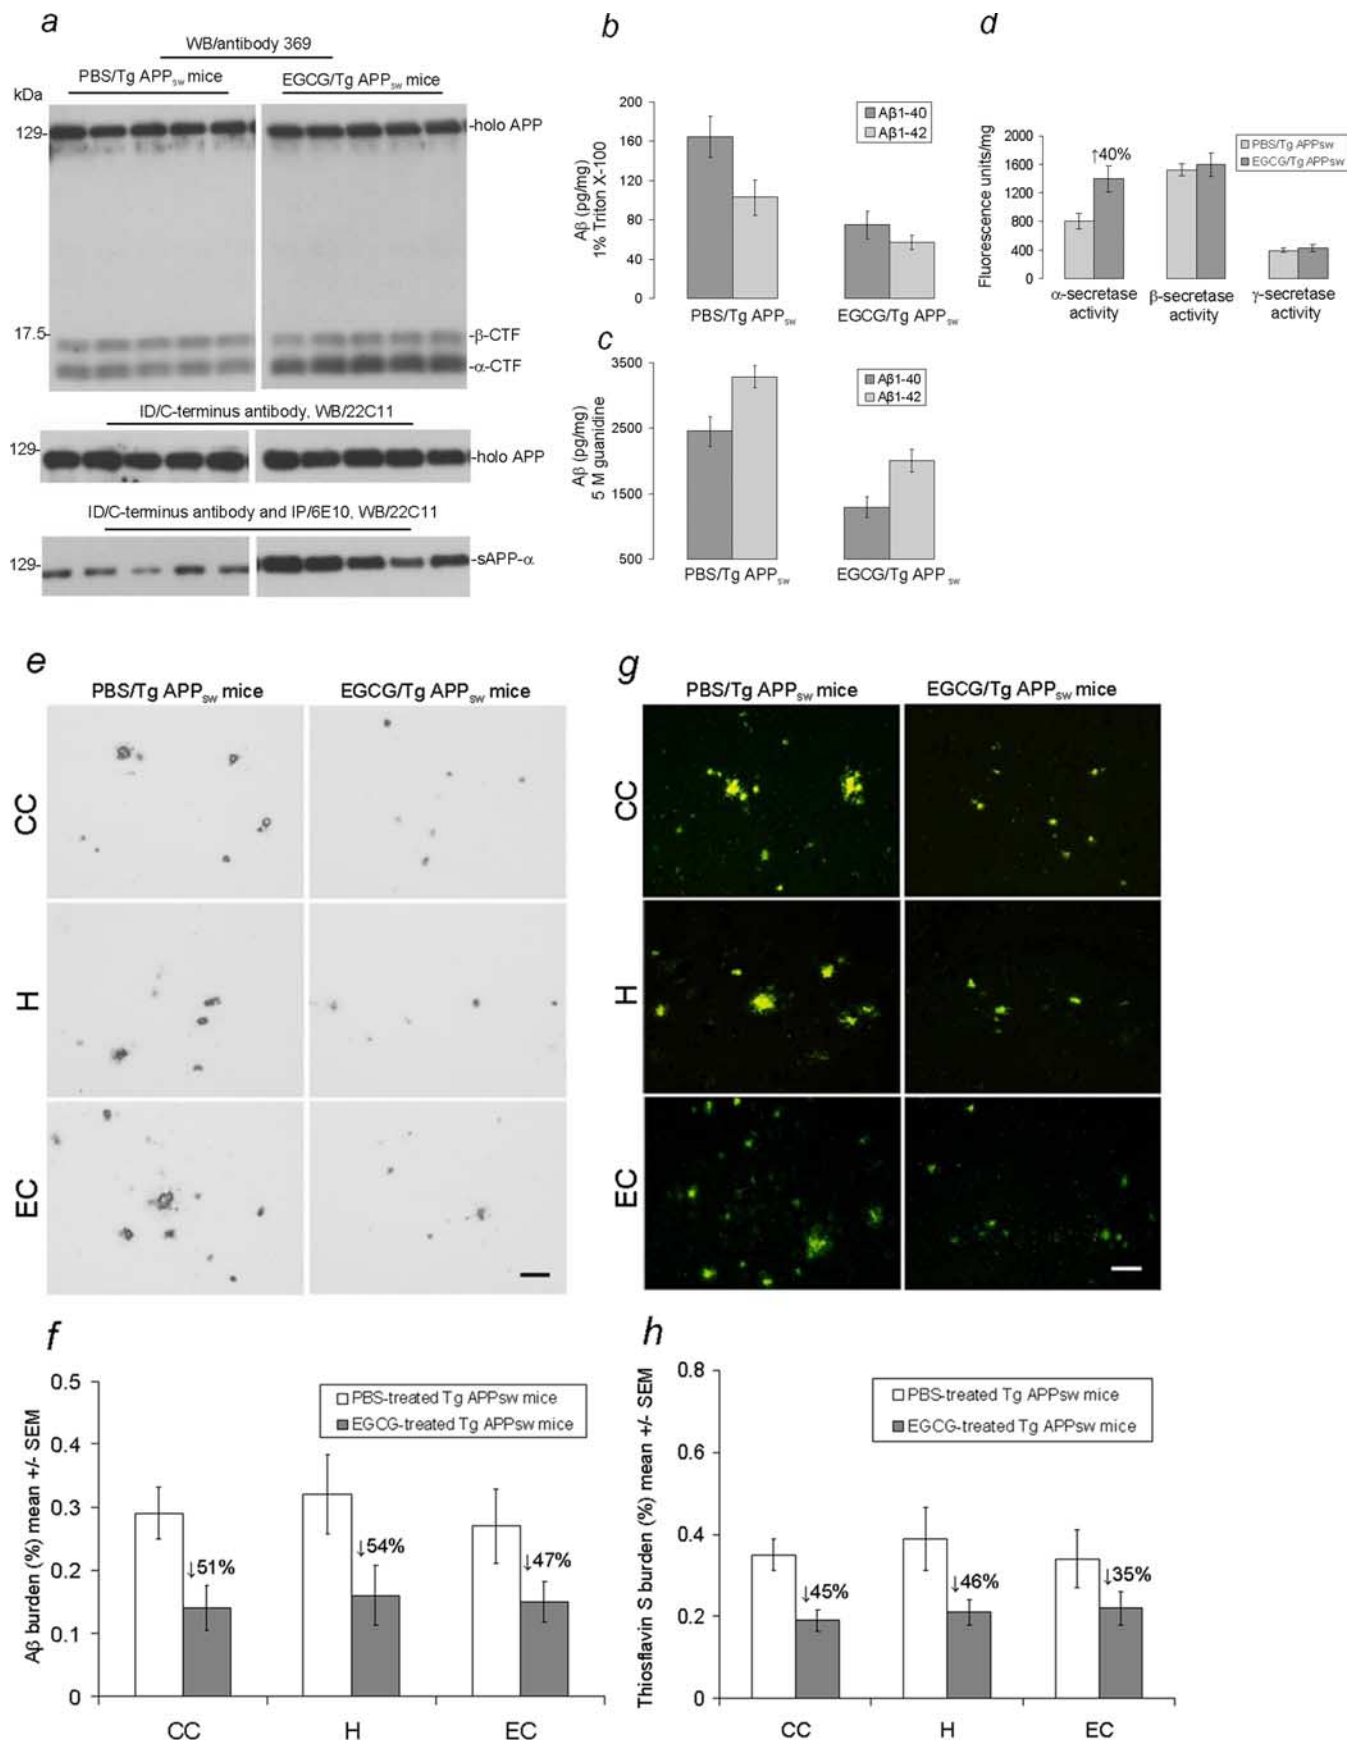 a
WB/antibody 369
PBS/Tg APPsw mice
EGCG/Tg APPsw mice
kDa
129-
-holo APP
17.5-
-β-CTF
-α-CTF
ID/C-terminus antibody, WB/22C11
129-
-holo APP
ID/C-terminus antibody and IP/6E10, WB/22C11
129-
-sAPP-α
b
Aβ (pg/mg)
1% Triton X-100
200
160
120
80
40
0
Aβ1-40
Aβ1-42
PBS/Tg APPsw
EGCG/Tg APPsw
c
Aβ (pg/mg)
5 M guanidine
3500
2500
1500
500
Aβ1-40
Aβ1-42
PBS/Tg APPsw
EGCG/Tg APPsw
d
Fluorescence units/mg
2000
1600
1200
800
400
0
↑40%
PBS/Tg APPsw
EGCG/Tg APPsw
α-secretase activity
β-secretase activity
γ-secretase activity
e
PBS/Tg APPsw mice
EGCG/Tg APPsw mice
CC
H
EC
g
PBS/Tg APPsw mice
EGCG/Tg APPsw mice
CC
H
EC
f
Aβ burden (%) mean +/- SEM
0.5
0.4
0.3
0.2
0.1
0
PBS-treated Tg APPsw mice
EGCG-treated Tg APPsw mice
↓51%
↓54%
↓47%
CC
H
EC
h
Thiosflavin S burden (%) mean +/- SEM
0.8
0.6
0.4
0.2
0
PBS-treated Tg APPsw mice
EGCG-treated Tg APPsw mice
↓45%
↓46%
↓35%
CC
H
EC